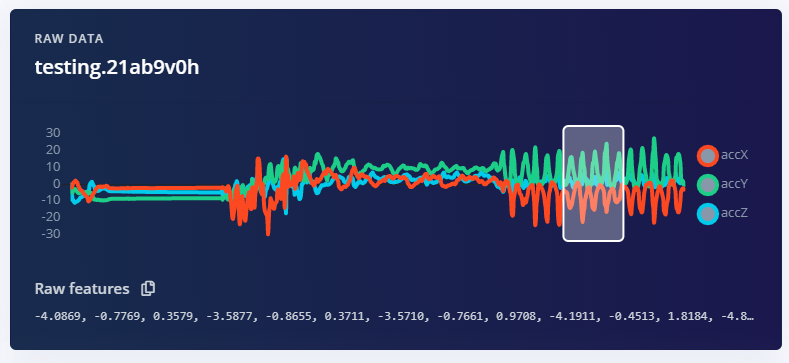 RAW DATA
testing.21ab9v0h
30
20
10
0
-10
-20
-30
accX
accY
accZ
Raw features
-4.0869, -0.7769, 0.3579, -3.5877, -0.8655, 0.3711, -3.5710, -0.7661, 0.9708, -4.1911, -0.4513, 1.8184, -4.8…